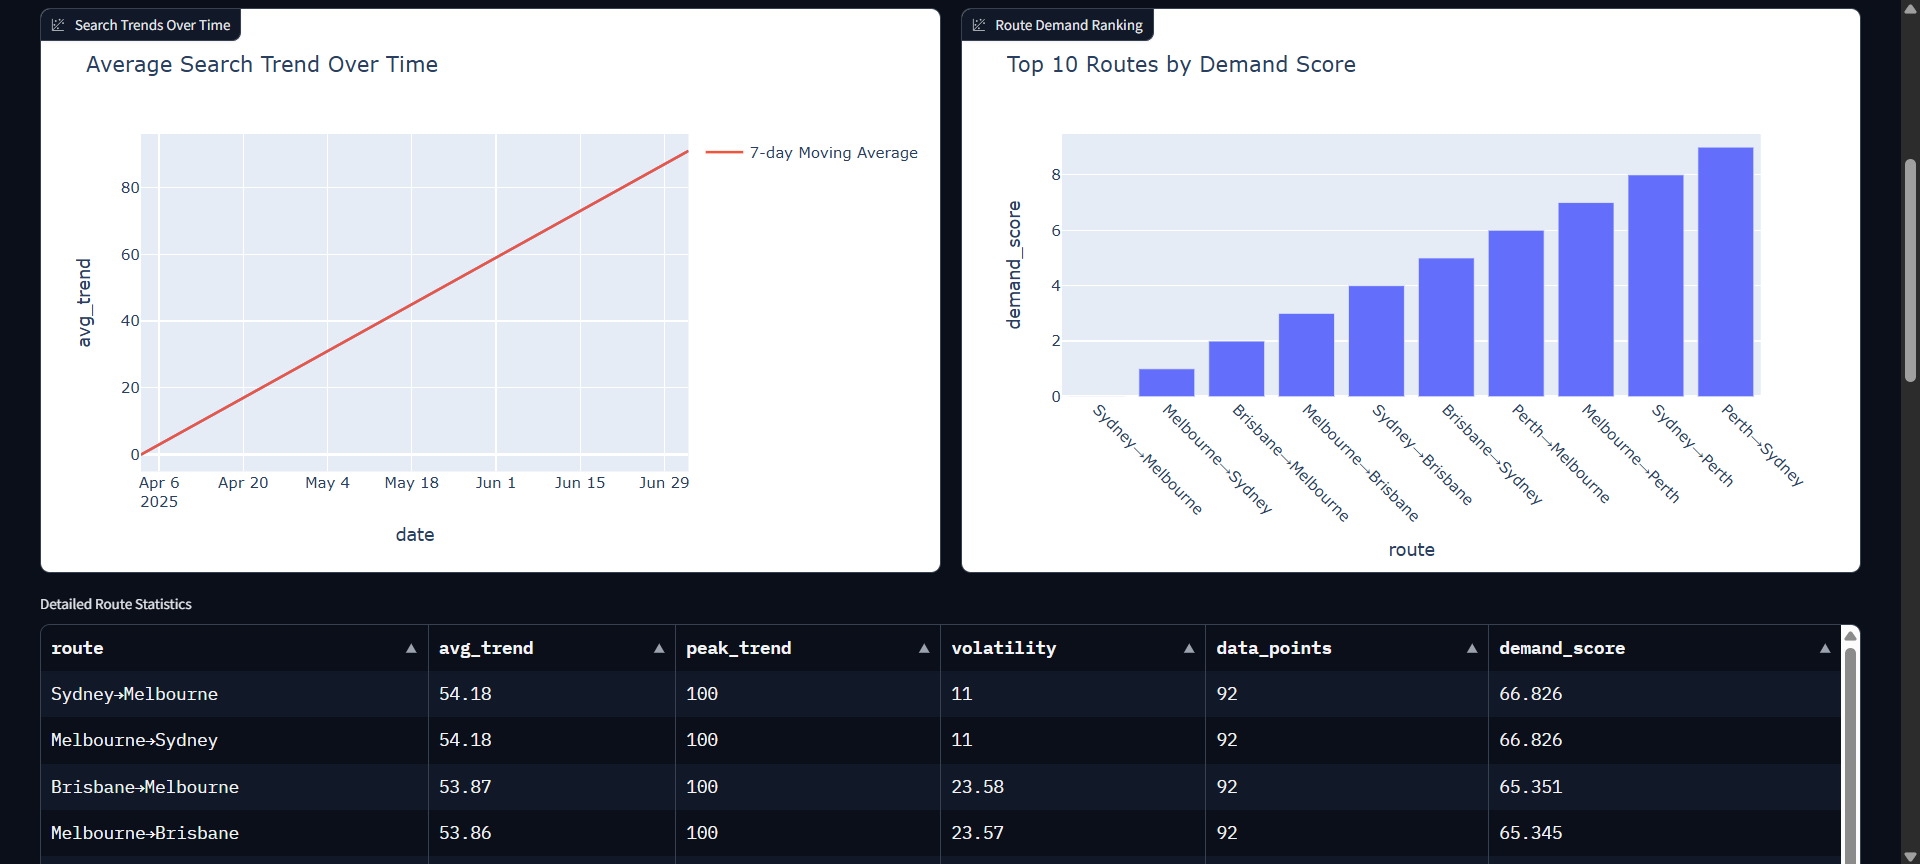 Search Trends Over Time
Average Search Trend Over Time
7-day Moving Average
avg_trend
80
60
40
20
0
Apr 6
2025
Apr 20
May 4
May 18
Jun 1
Jun 15
Jun 29
date
Route Demand Ranking
Top 10 Routes by Demand Score
demand_score
8
6
4
2
0
Sydney→Melbourne
Melbourne→Sydney
Brisbane→Melbourne
Melbourne→Brisbane
Sydney→Brisbane
Brisbane→Sydney
Perth→Melbourne
Melbourne→Perth
Sydney→Perth
Perth→Sydney
route
Detailed Route Statistics
route avg_trend peak_trend volatility data_points demand_score
Sydney→Melbourne 54.18 100 11 92 66.826
Melbourne→Sydney 54.18 100 11 92 66.826
Brisbane→Melbourne 53.87 100 23.58 92 65.351
Melbourne→Brisbane 53.86 100 23.57 92 65.345